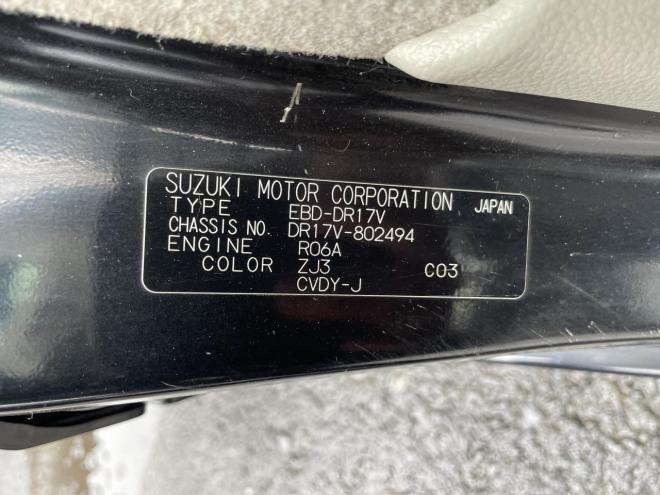 SUZUKI MOTOR CORPORATION JAPAN
TYPE EBD-DR17V
CHASSIS NO. DR17V-802494
ENGINE R06A
COLOR ZJ3 C03
CVDY-J